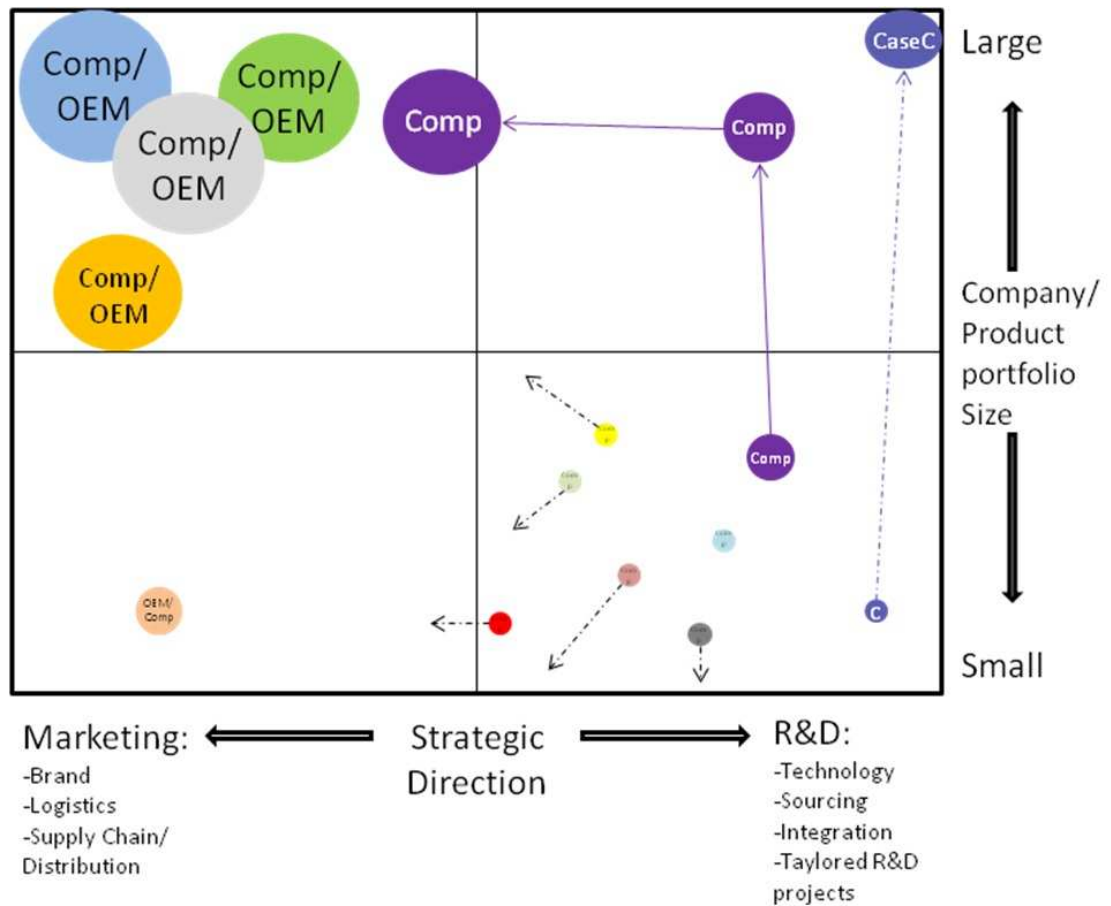 Comp/
OEM
Comp/
OEM
Comp/
OEM
Comp/
OEM
Comp
Comp
CaseC
Large
Company/
Product
portfolio
Size
Comp
C
OEM/
Comp
Small
Marketing:
-Brand
-Logistics
-Supply Chain/
Distribution
Strategic
Direction
R&D:
-Technology
-Sourcing
-Integration
-Taylored R&D
projects